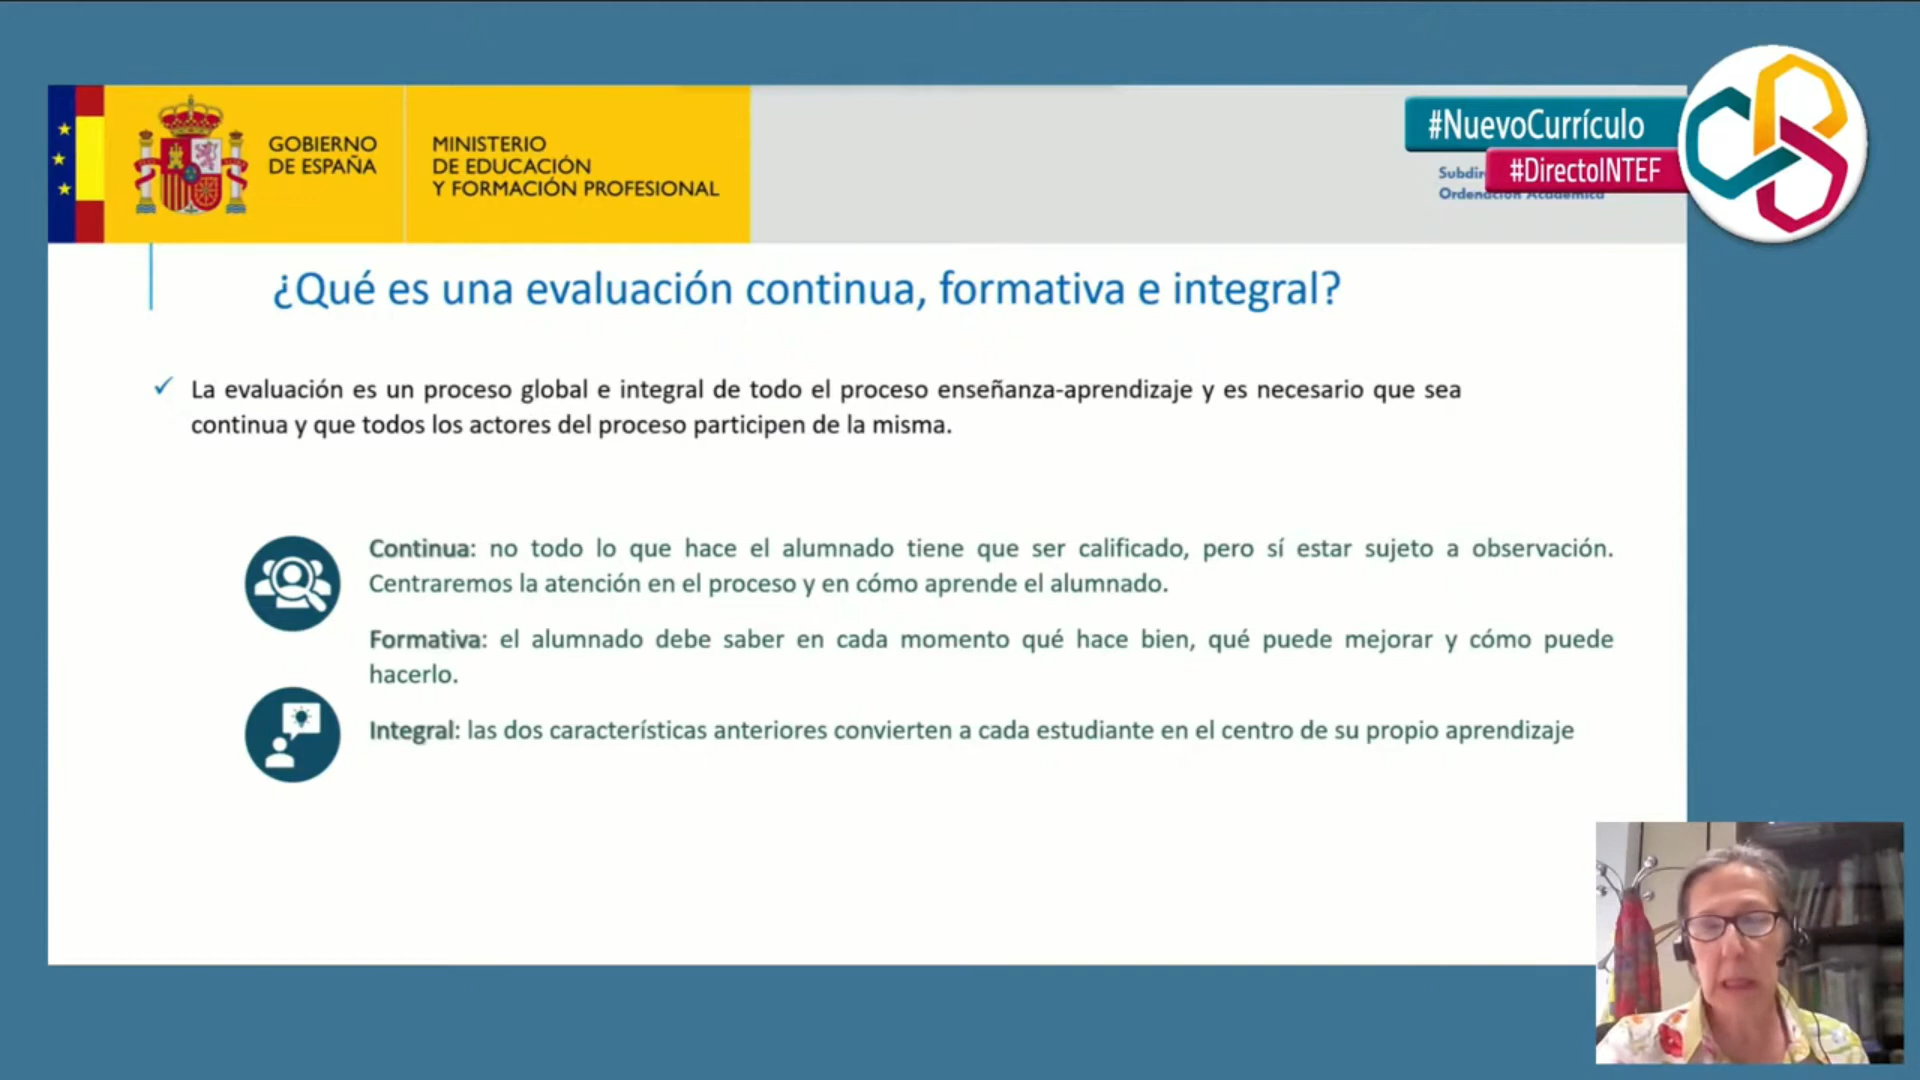 GOBIERNO
DE ESPAÑA
MINISTERIO
DE EDUCACIÓN
Y FORMACIÓN PROFESIONAL
#NuevoCurrículo
#DirectoINTEF
Ordenación Académica
¿Qué es una evaluación continua, formativa e integral?
La evaluación es un proceso global e integral de todo el proceso enseñanza-aprendizaje y es necesario que sea
continua y que todos los actores del proceso participen de la misma.
Continua: no todo lo que hace el alumnado tiene que ser calificado, pero sí estar sujeto a observación.
Centraremos la atención en el proceso y en cómo aprende el alumnado.
Formativa: el alumnado debe saber en cada momento qué hace bien, qué puede mejorar y cómo puede
hacerlo.
Integral: las dos características anteriores convierten a cada estudiante en el centro de su propio aprendizaje